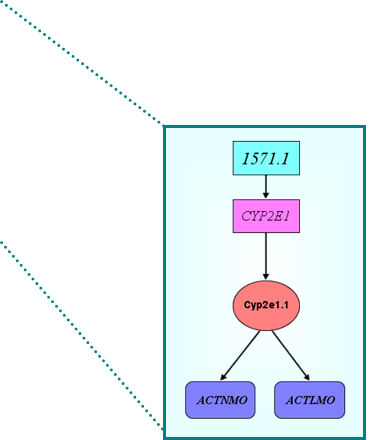 1571.1
CYP2E1
Cyp2e1.1
ACTNMO ACTLMO